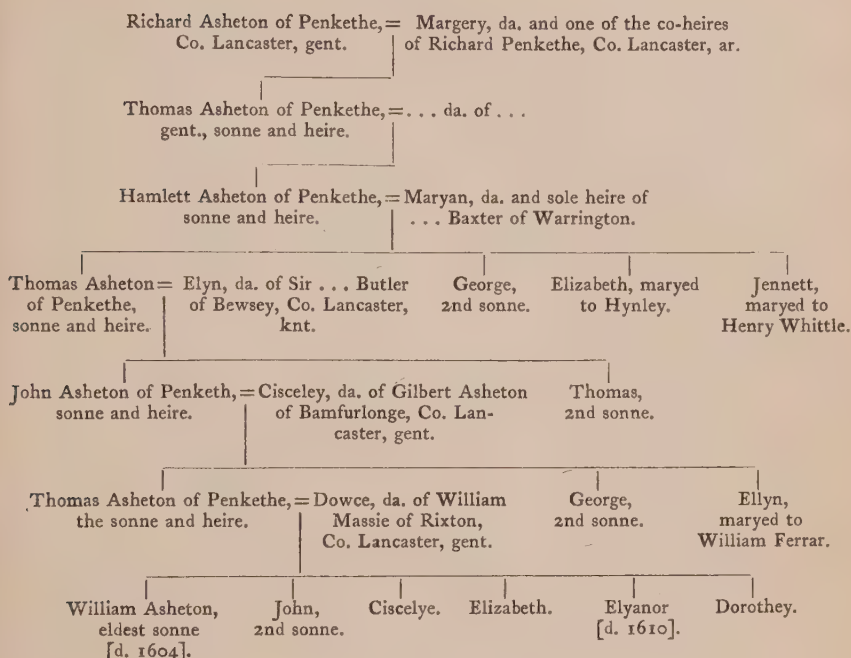 Richard Asheton of Penkethe, = Margery, da. and one of the co-heires
Co. Lancaster, gent. of Richard Penkethe, Co. Lancaster, ar.
Thomas Asheton of Penkethe, = . . . da. of . . .
gent., sonne and heire.
Hamlett Asheton of Penkethe, = Maryan, da. and sole heire of
sonne and heire. . . . Baxter of Warrington.
Thomas Asheton = Elyn, da. of Sir . . . Butler George, Elizabeth, maryed Jennett,
of Penkethe, of Bewsey, Co. Lancaster, 2nd sonne. to Hynley. maryed to
sonne and heire. knt. Henry Whittle.
John Asheton of Penketh, = Cisceley, da. of Gilbert Asheton Thomas,
sonne and heire. of Bamfurlonge, Co. Lan- 2nd sonne.
caster, gent.
Thomas Asheton of Penkethe, = Dowce, da. of William George, Ellyn,
the sonne and heire. Massie of Rixton, 2nd sonne. maryed to
Co. Lancaster, gent. William Ferrar.
William Asheton, John, Ciscelye. Elizabeth. Elyanor Dorothey.
eldest sonne 2nd sonne. [d. 1610].
[d. 1604].